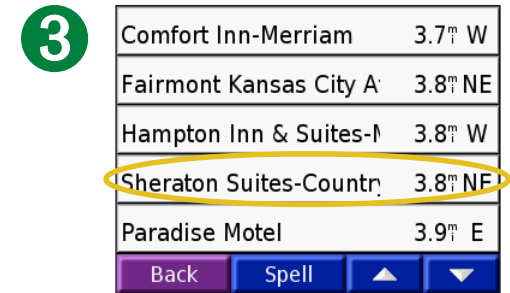 3
Comfort Inn-Merriam 3.7mi W
Fairmont Kansas City A 3.8mi NE
Hampton Inn & Suites- 3.8mi W
Sheraton Suites-Countr 3.8mi NE
Paradise Motel 3.9mi E
Back Spell